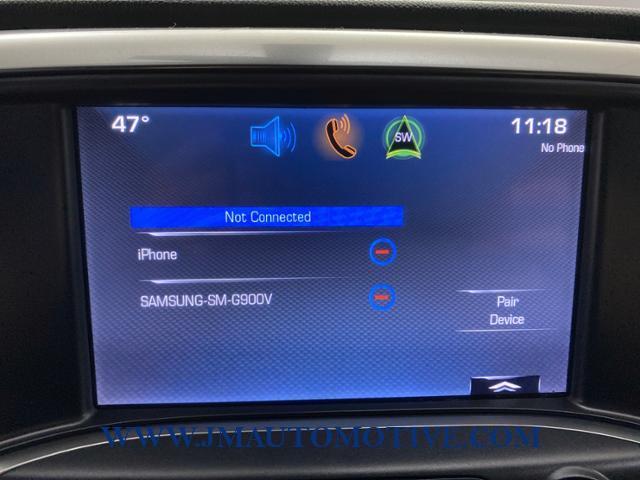 47°
SW
11:18
No Phone
Not Connected
iPhone
SAMSUNG-SM-G900V
Pair
Device
WWW.JMAUTOMOTIVE.COM